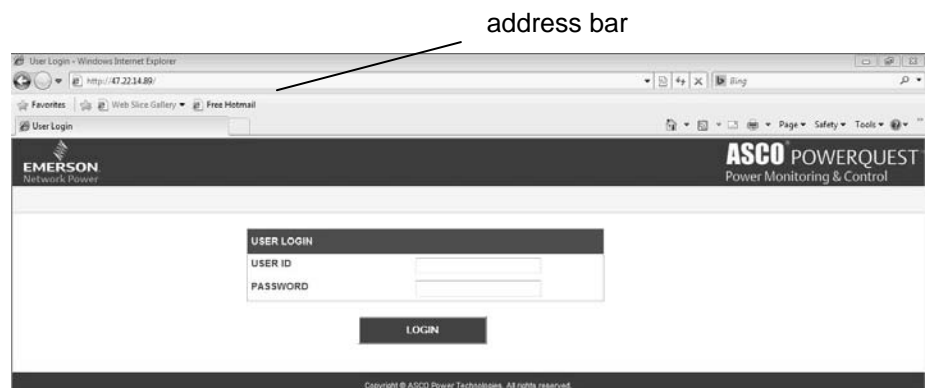 address bar
User Login - Windows Internet Explorer
http://47.22.14.89/
Bing
Favorites Web Slice Gallery Free Hotmail
User Login
Page Safety Tools
EMERSON
Network Power
ASCO POWERQUEST
Power Monitoring & Control
USER LOGIN
USER ID
PASSWORD
LOGIN
Copyright © ASCO Power Technologies. All rights reserved.